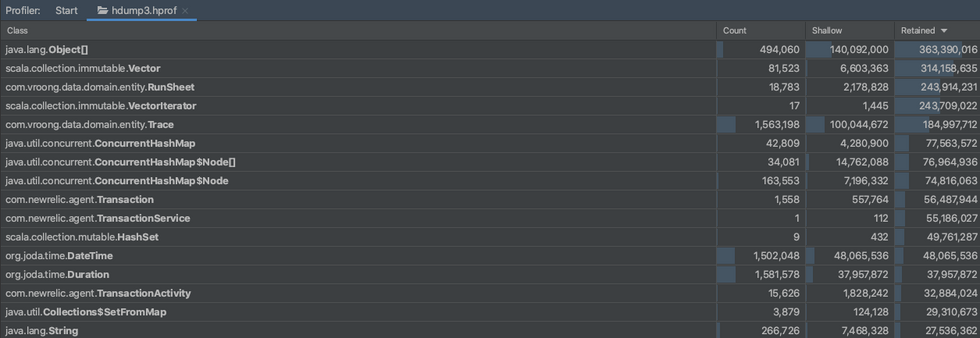 Profiler: Start hdump3.hprof ×
Class Count Shallow Retained
java.lang.Object[] 494,060 140,092,000 363,390,016
scala.collection.immutable.Vector 81,523 6,603,363 314,158,635
com.vroong.data.domain.entity.RunSheet 18,783 2,178,828 243,914,231
scala.collection.immutable.VectorIterator 17 1,445 243,709,022
com.vroong.data.domain.entity.Trace 1,563,198 100,044,672 184,997,712
java.util.concurrent.ConcurrentHashMap 42,809 4,280,900 77,563,572
java.util.concurrent.ConcurrentHashMap$Node[] 34,081 14,762,088 76,964,936
java.util.concurrent.ConcurrentHashMap$Node 163,553 7,196,332 74,816,063
com.newrelic.agent.Transaction 1,558 557,764 56,487,944
com.newrelic.agent.TransactionService 1 112 55,186,027
scala.collection.mutable.HashSet 9 432 49,761,287
org.joda.time.DateTime 1,502,048 48,065,536 48,065,536
org.joda.time.Duration 1,581,578 37,957,872 37,957,872
com.newrelic.agent.TransactionActivity 15,626 1,828,242 32,884,024
java.util.Collections$SetFromMap 3,879 124,128 29,310,673
java.lang.String 266,726 7,468,328 27,536,362